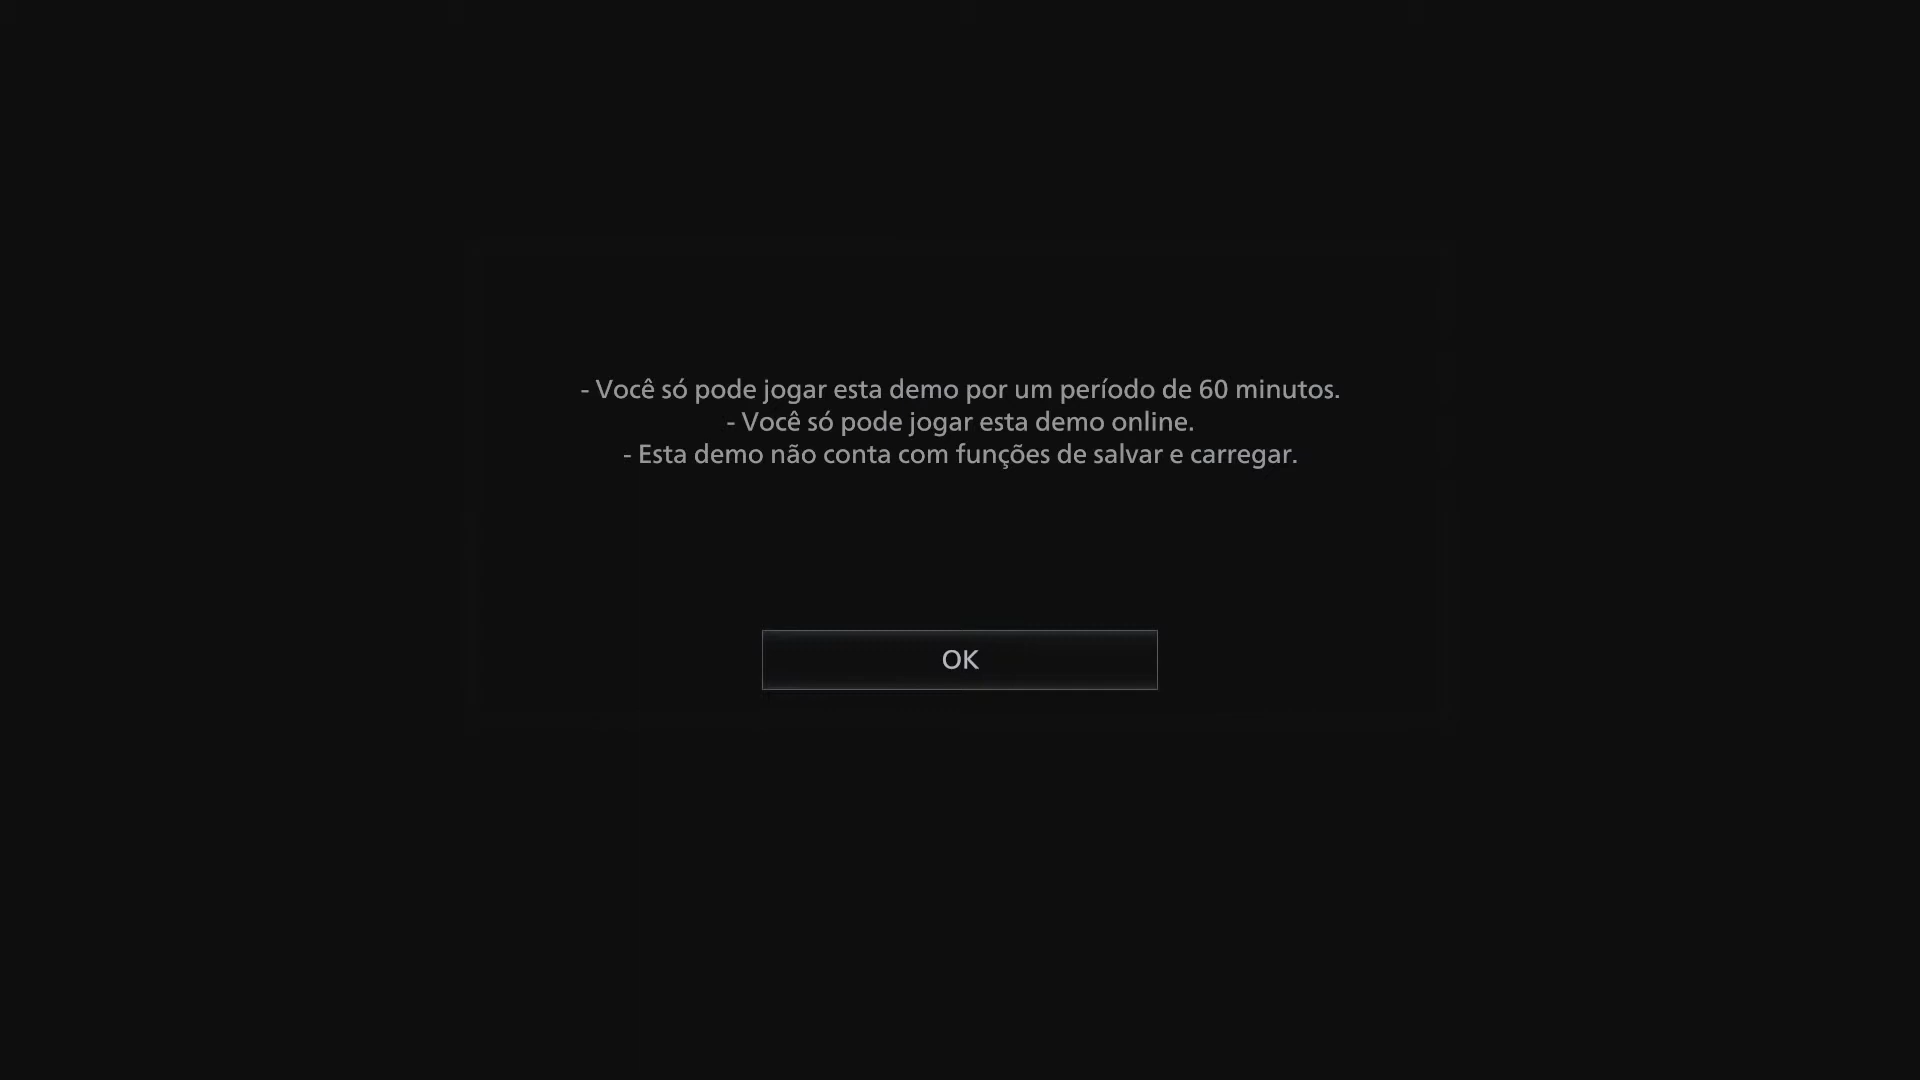 - Você só pode jogar esta demo por um período de 60 minutos.
- Você só pode jogar esta demo online.
- Esta demo não conta com funções de salvar e carregar.
OK